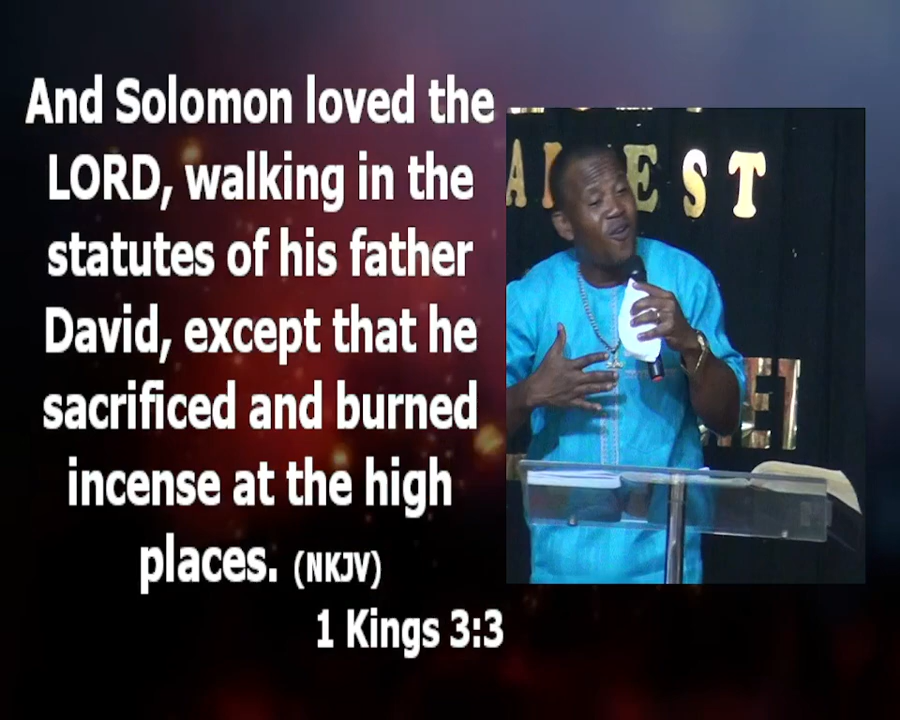 And Solomon loved the
LORD, walking in the
statutes of his father
David, except that he
sacrificed and burned
incense at the high
places. (NKJV)
1 Kings 3:3
EST